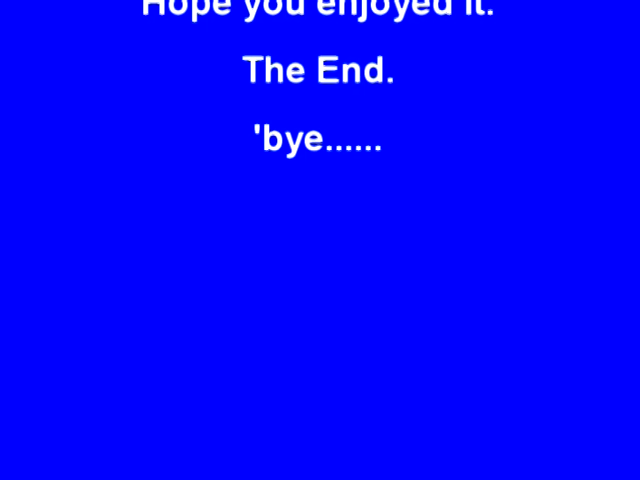 Hope you enjoyed it.
The End.
'bye......